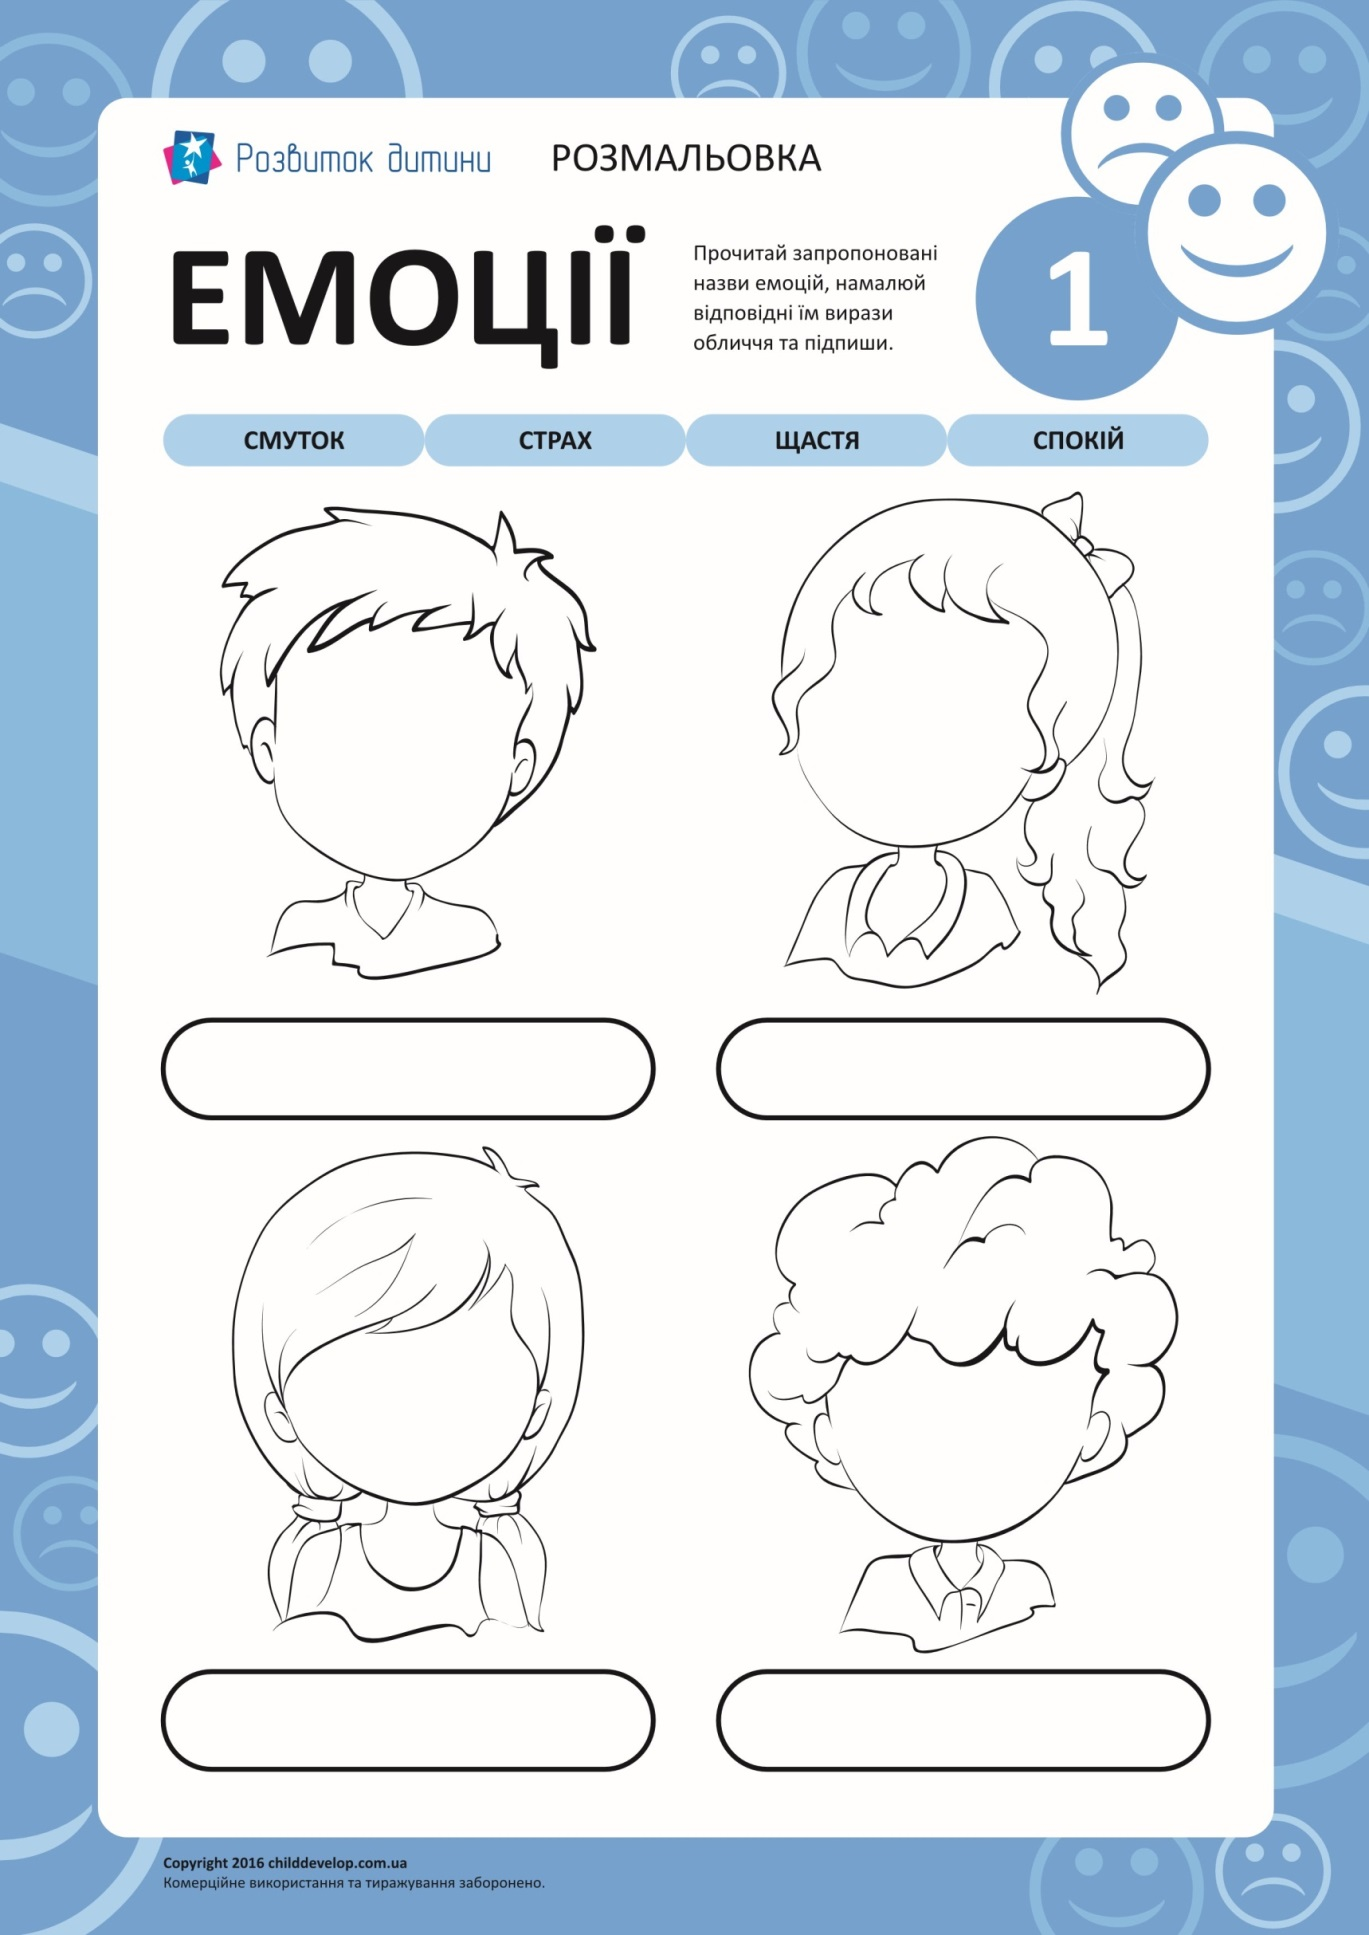 Розвиток дитини
РОЗМАЛЬОВКА
ЕМОЦІЇ
Прочитай запропоновані
назви емоцій, намалюй
відповідні їм вирази
обличчя та підпиши.
1
СМУТОК
СТРАХ
ЩАСТЯ
СПОКІЙ
Copyright 2016 childdevelop.com.ua
Комерційне використання та тиражування заборонено.